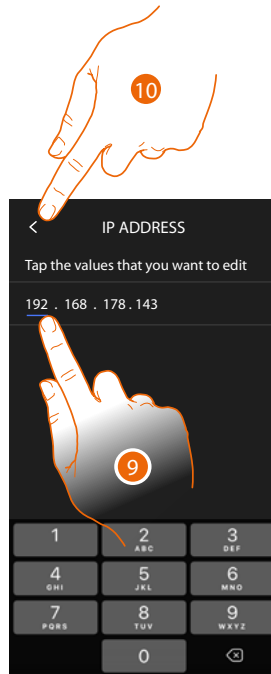 10
< IP ADDRESS
Tap the values that you want to edit
192 . 168 . 178 . 143
9
1 2 3
ABC DEF
4 5 6
GHI JKL MNO
7 8 9
PQRS TUV WXYZ
0